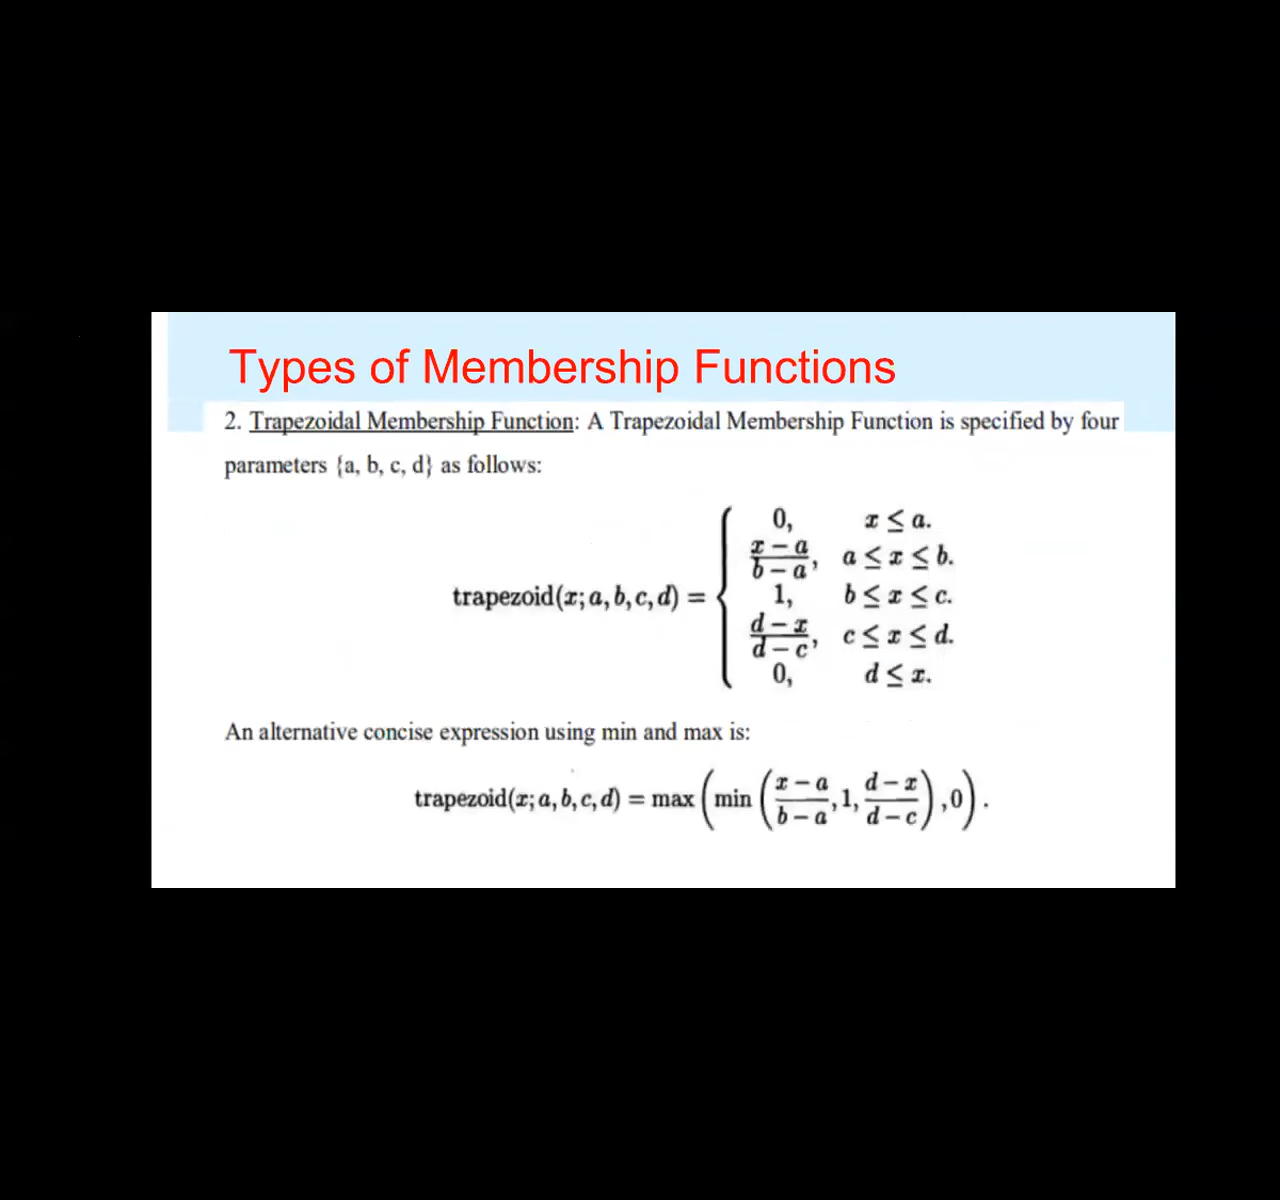 Types of Membership Functions
2. Trapezoidal Membership Function: A Trapezoidal Membership Function is specified by four
parameters {a, b, c, d} as follows:
trapezoid(x; a, b, c, d) = { 0, x ≤ a.
(x − a)/(b − a), a ≤ x ≤ b.
1, b ≤ x ≤ c.
(d − x)/(d − c), c ≤ x ≤ d.
0, d ≤ x.
An alternative concise expression using min and max is:
trapezoid(x; a, b, c, d) = max (min ((x − a)/(b − a), 1, (d − x)/(d − c)), 0).